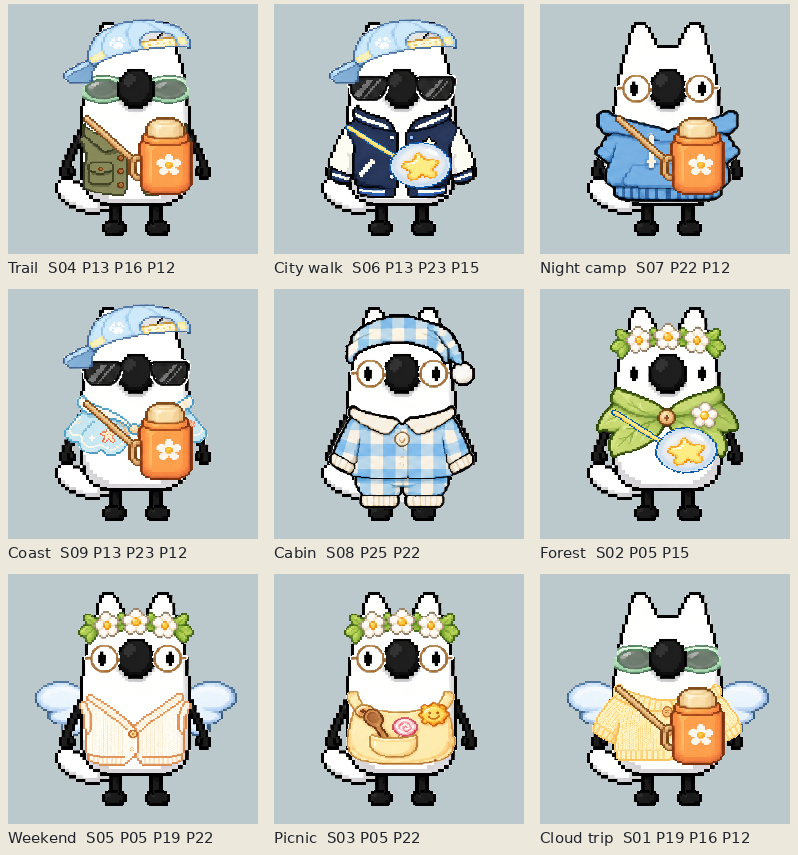 Trail  S04 P13 P16 P12
City walk  S06 P13 P23 P15
Night camp  S07 P22 P12
Coast  S09 P13 P23 P12
Cabin  S08 P25 P22
Forest  S02 P05 P15
Weekend  S05 P05 P19 P22
Picnic  S03 P05 P22
Cloud trip  S01 P19 P16 P12